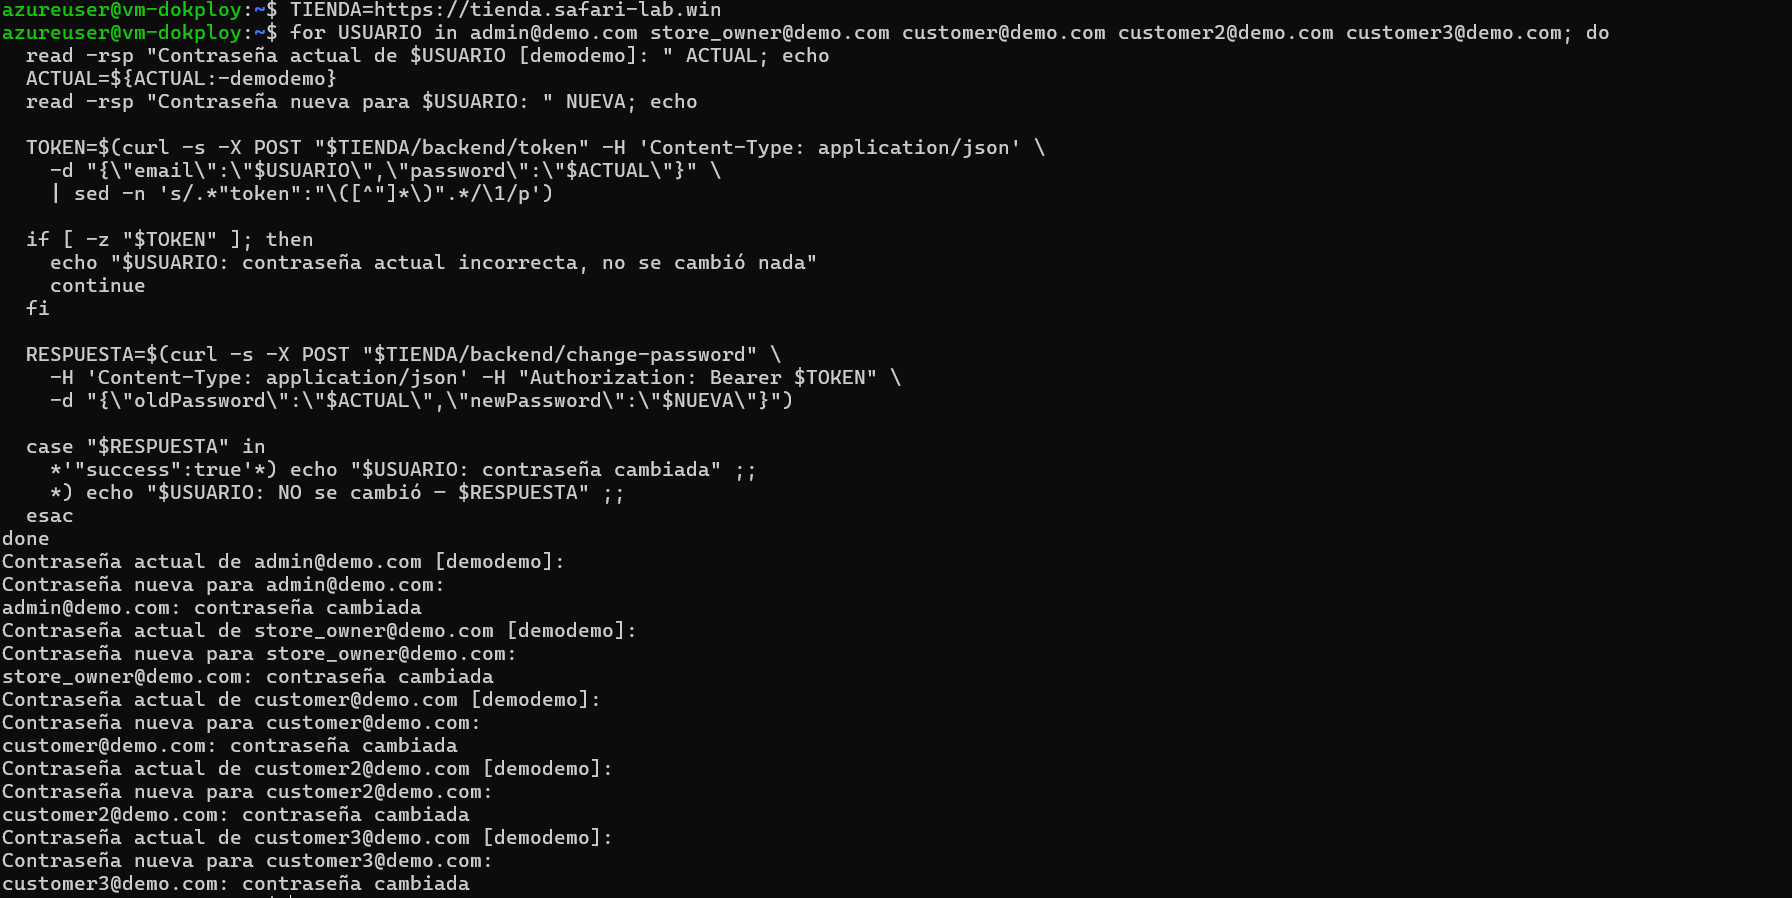 azureuser@vm-dokploy:~$ TIENDA=https://tienda.safari-lab.win
azureuser@vm-dokploy:~$ for USUARIO in admin@demo.com store_owner@demo.com customer@demo.com customer2@demo.com customer3@demo.com; do
  read -rsp "Contraseña actual de $USUARIO [demodemo]: " ACTUAL; echo
  ACTUAL=${ACTUAL:-demodemo}
  read -rsp "Contraseña nueva para $USUARIO: " NUEVA; echo

  TOKEN=$(curl -s -X POST "$TIENDA/backend/token" -H 'Content-Type: application/json' \
    -d "{\"email\":\"$USUARIO\",\"password\":\"$ACTUAL\"}" \
    | sed -n 's/.*"token":"\([^"]*\)".*/\1/p')

  if [ -z "$TOKEN" ]; then
    echo "$USUARIO: contraseña actual incorrecta, no se cambió nada"
    continue
  fi

  RESPUESTA=$(curl -s -X POST "$TIENDA/backend/change-password" \
    -H 'Content-Type: application/json' -H "Authorization: Bearer $TOKEN" \
    -d "{\"oldPassword\":\"$ACTUAL\",\"newPassword\":\"$NUEVA\"}")

  case "$RESPUESTA" in
    *'"success":true'*) echo "$USUARIO: contraseña cambiada" ;;
    *) echo "$USUARIO: NO se cambió — $RESPUESTA" ;;
  esac
done
Contraseña actual de admin@demo.com [demodemo]:
Contraseña nueva para admin@demo.com:
admin@demo.com: contraseña cambiada
Contraseña actual de store_owner@demo.com [demodemo]:
Contraseña nueva para store_owner@demo.com:
store_owner@demo.com: contraseña cambiada
Contraseña actual de customer@demo.com [demodemo]:
Contraseña nueva para customer@demo.com:
customer@demo.com: contraseña cambiada
Contraseña actual de customer2@demo.com [demodemo]:
Contraseña nueva para customer2@demo.com:
customer2@demo.com: contraseña cambiada
Contraseña actual de customer3@demo.com [demodemo]:
Contraseña nueva para customer3@demo.com:
customer3@demo.com: contraseña cambiada